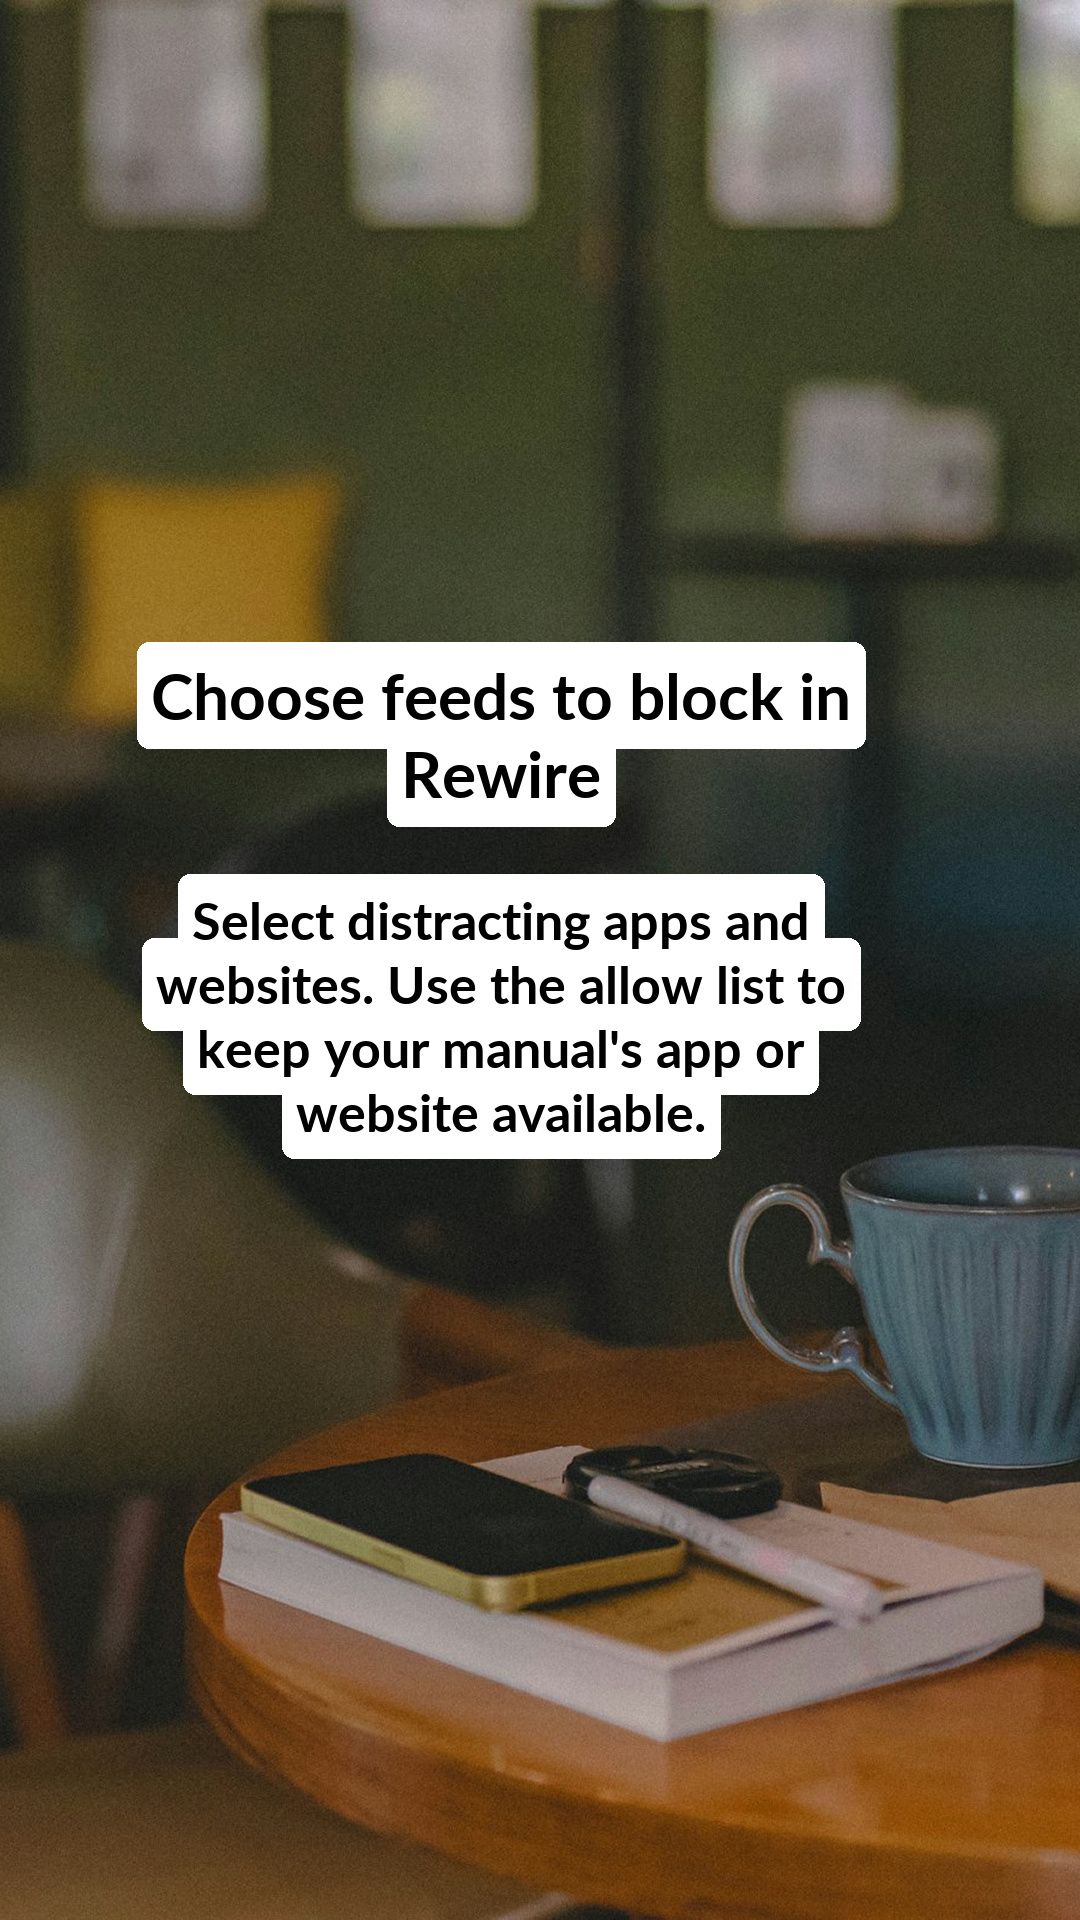 Choose feeds to block in
Rewire
Select distracting apps and
websites. Use the allow list to
keep your manual's app or
website available.